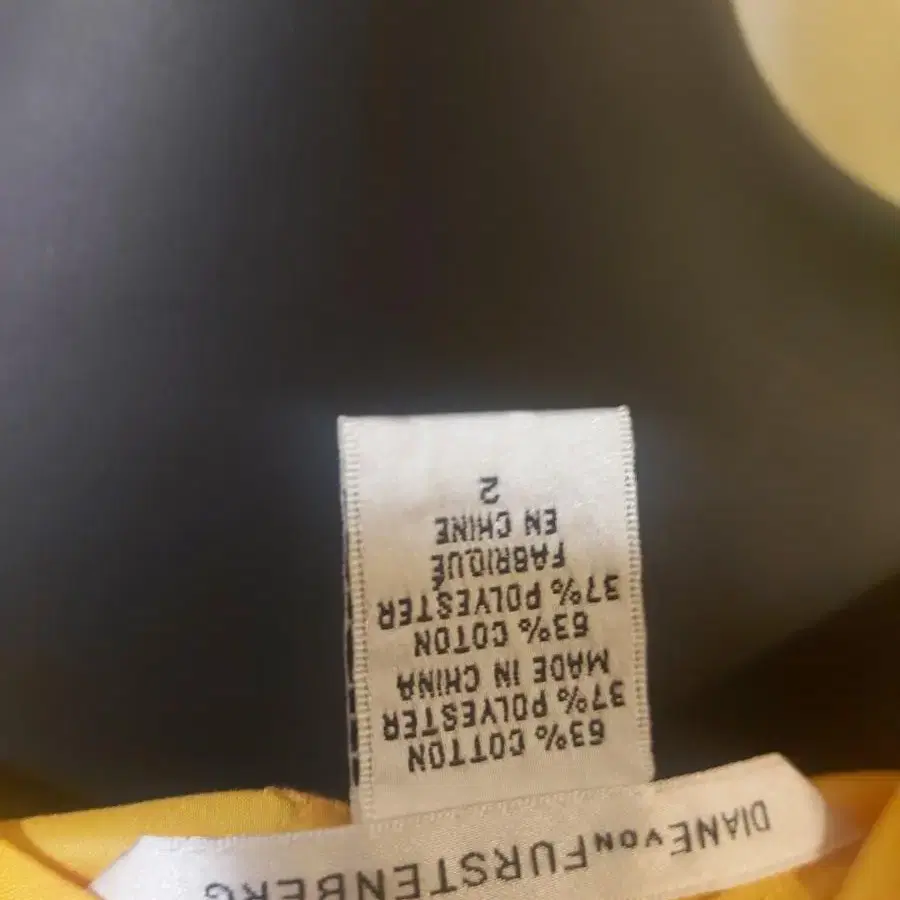 DIANE VON FURSTENBERG
63% COTTON
37% POLYESTER
MADE IN CHINA
63% COTON
37% POLYESTER
FABRIQUÉ
EN CHINE
2